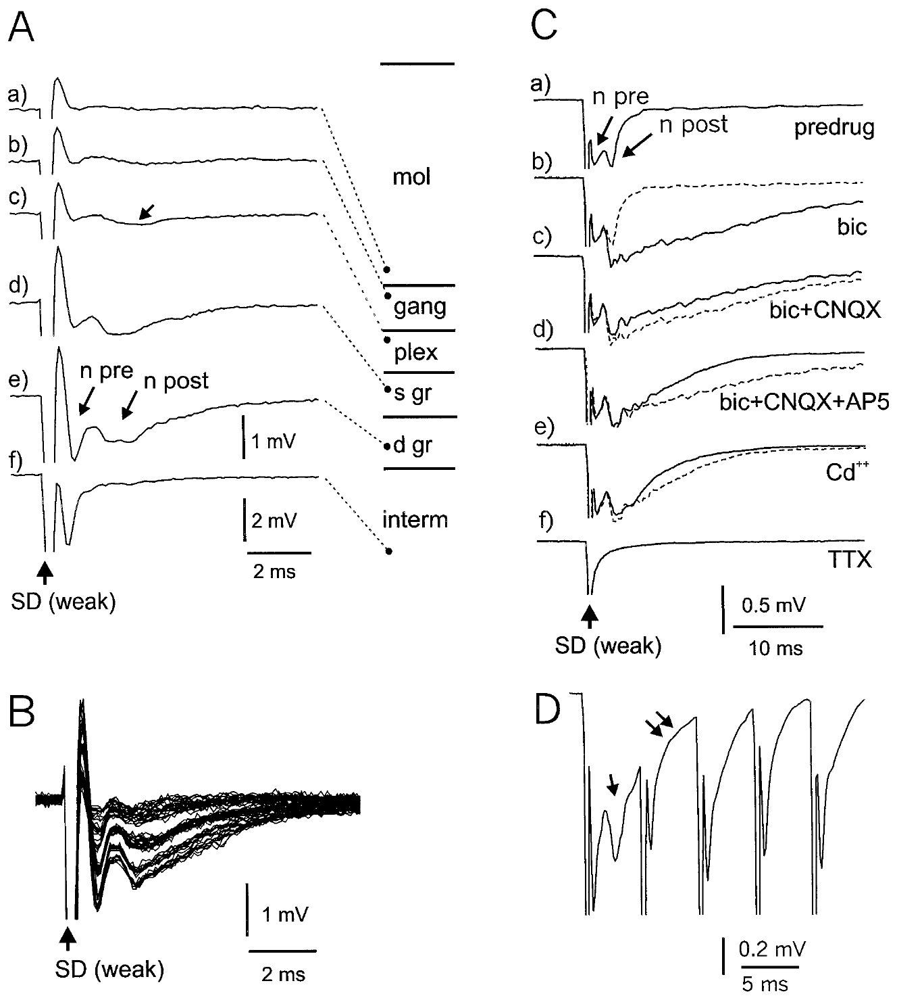 A
a)
b)
c)
d)
e)
n pre
n post
f)
1 mV
2 mV
2 ms
SD (weak)
mol
gang
plex
s gr
d gr
interm
B
SD (weak)
1 mV
2 ms
C
a)
n pre
n post
predrug
b)
bic
c)
bic+CNQX
d)
bic+CNQX+AP5
e)
Cd++
f)
TTX
SD (weak)
0.5 mV
10 ms
D
0.2 mV
5 ms